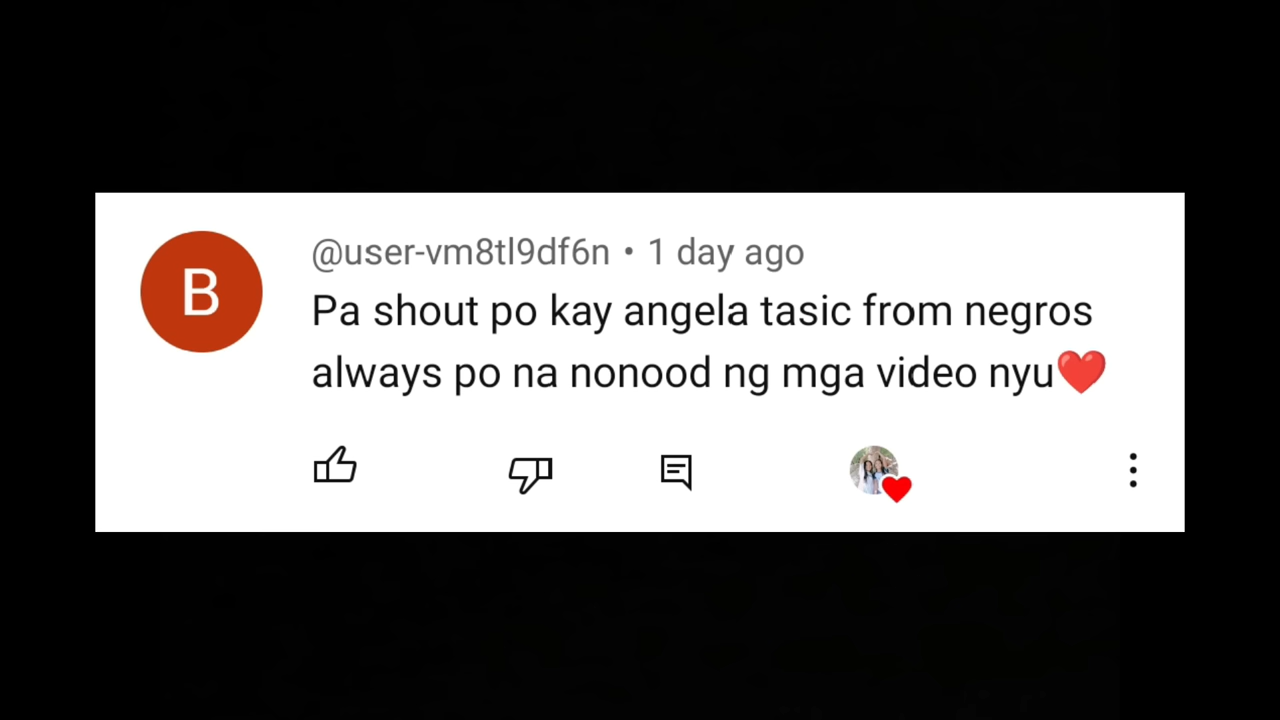 B
@user-vm8tl9df6n • 1 day ago
Pa shout po kay angela tasic from negros
always po na nonood ng mga video nyu❤️